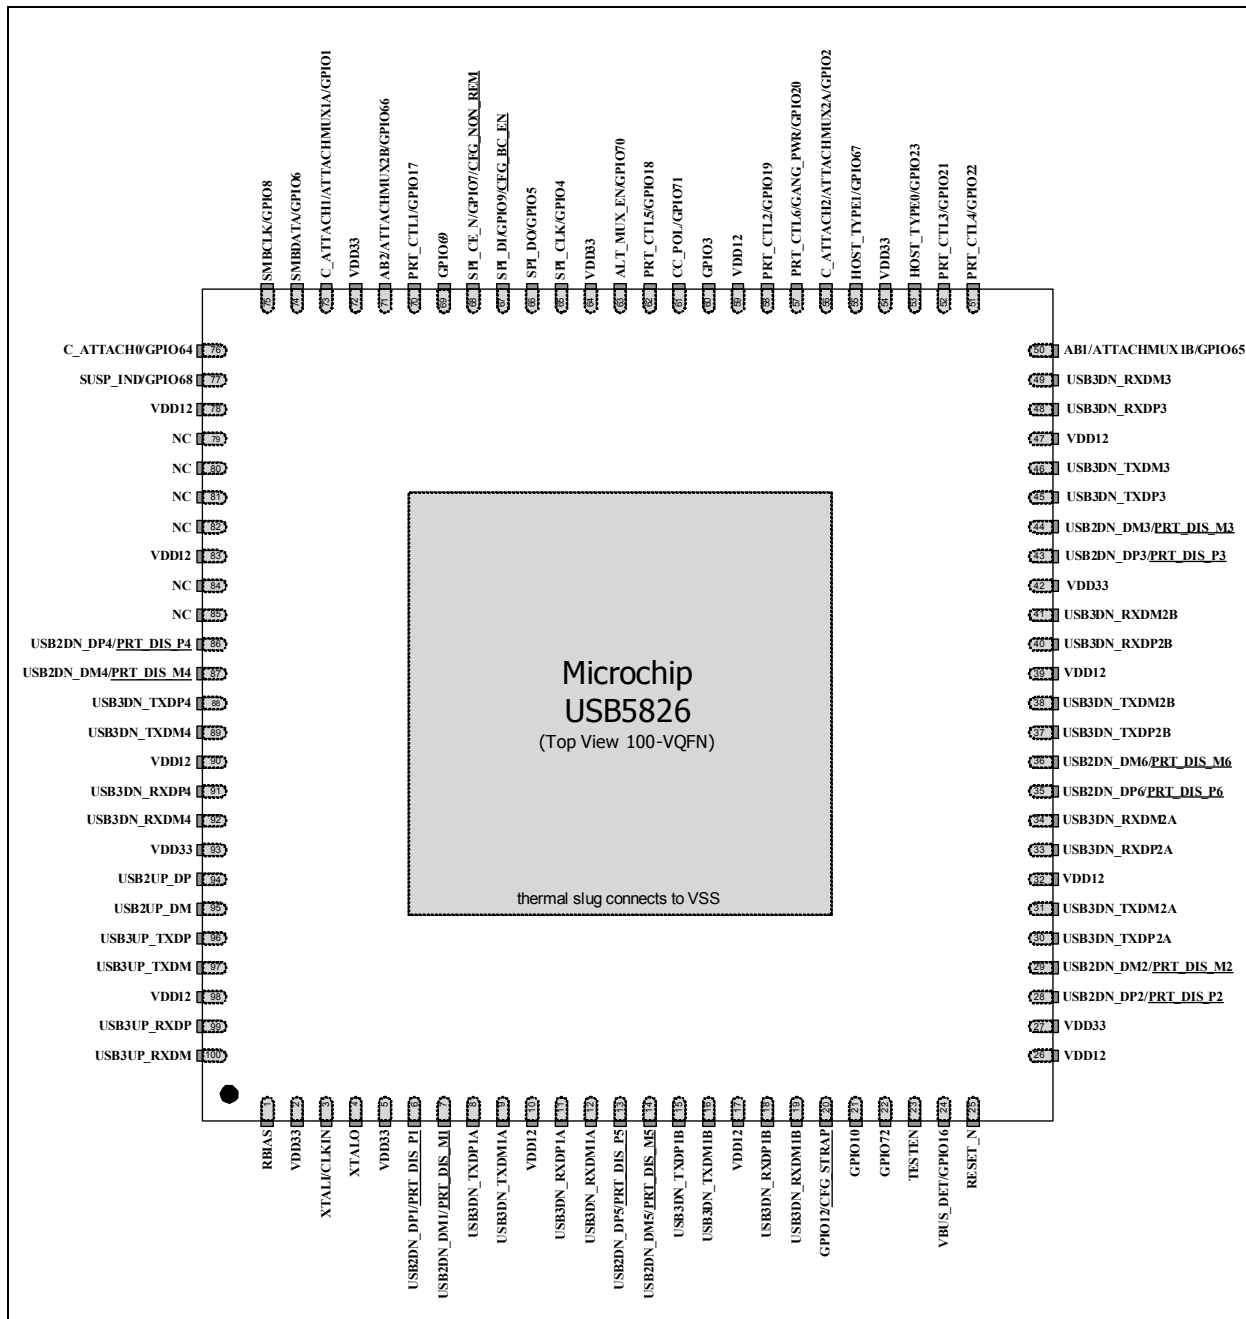 SMBCLK/GPIO8
SMBDATA/GPIO6
C_ATTACH1/ATTACHMUX1A/GPIO1
VDD33
AB2/ATTACHMUX2B/GPIO66
PRT_CTL1/GPIO17
GPIO69
SPI_CE_N/GPIO7/CFG_NON_REM
SPI_DI/GPIO9/CFG_BC_EN
SPI_DO/GPIO5
SPI_CLK/GPIO4
VDD33
ALT_MUX_EN/GPIO70
PRT_CTL5/GPIO18
CC_POL/GPIO71
GPIO3
VDD12
PRT_CTL2/GPIO19
PRT_CTL6/GANG_PWR/GPIO20
C_ATTACH2/ATTACHMUX2A/GPIO2
HOST_TYPE1/GPIO67
VDD33
HOST_TYPE0/GPIO23
PRT_CTL3/GPIO21
PRT_CTL4/GPIO22
75
74
73
72
71
70
69
68
67
66
65
64
63
62
61
60
59
58
57
56
55
54
53
52
51
C_ATTACH0/GPIO64 76
SUSP_IND/GPIO68 77
VDD12 78
NC 79
NC 80
NC 81
NC 82
VDD12 83
NC 84
NC 85
USB2DN_DP4/PRT_DIS_P4 86
USB2DN_DM4/PRT_DIS_M4 87
USB3DN_TXDP4 88
USB3DN_TXDM4 89
VDD12 90
USB3DN_RXDP4 91
USB3DN_RXDM4 92
VDD33 93
USB2UP_DP 94
USB2UP_DM 95
USB3UP_TXDP 96
USB3UP_TXDM 97
VDD12 98
USB3UP_RXDP 99
USB3UP_RXDM 100
Microchip
USB5826
(Top View 100-VQFN)
thermal slug connects to VSS
50 AB1/ATTACHMUX1B/GPIO65
49 USB3DN_RXDM3
48 USB3DN_RXDP3
47 VDD12
46 USB3DN_TXDM3
45 USB3DN_TXDP3
44 USB2DN_DM3/PRT_DIS_M3
43 USB2DN_DP3/PRT_DIS_P3
42 VDD33
41 USB3DN_RXDM2B
40 USB3DN_RXDP2B
39 VDD12
38 USB3DN_TXDM2B
37 USB3DN_TXDP2B
36 USB2DN_DM6/PRT_DIS_M6
35 USB2DN_DP6/PRT_DIS_P6
34 USB3DN_RXDM2A
33 USB3DN_RXDP2A
32 VDD12
31 USB3DN_TXDM2A
30 USB3DN_TXDP2A
29 USB2DN_DM2/PRT_DIS_M2
28 USB2DN_DP2/PRT_DIS_P2
27 VDD33
26 VDD12
1
2
3
4
5
6
7
8
9
10
11
12
13
14
15
16
17
18
19
20
21
22
23
24
25
RBIAS
VDD33
XTALI/CLKIN
XTALO
VDD33
USB2DN_DP1/PRT_DIS_P1
USB2DN_DM1/PRT_DIS_M1
USB3DN_TXDP1A
USB3DN_TXDM1A
VDD12
USB3DN_RXDP1A
USB3DN_RXDM1A
USB2DN_DP5/PRT_DIS_P5
USB2DN_DM5/PRT_DIS_M5
USB3DN_TXDP1B
USB3DN_TXDM1B
VDD12
USB3DN_RXDP1B
USB3DN_RXDM1B
GPIO12/CFG_STRAP
GPIO10
GPIO72
TESTEN
VBUS_DET/GPIO16
RESET_N